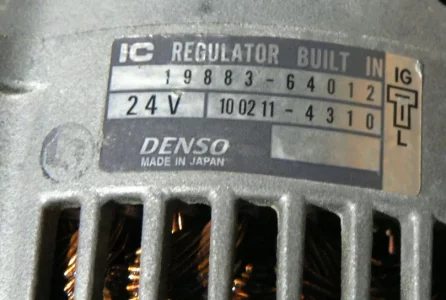 IC REGULATOR BUILT IN
19883-64012
24V 100211-4310
DENSO
MADE IN JAPAN
IG
L